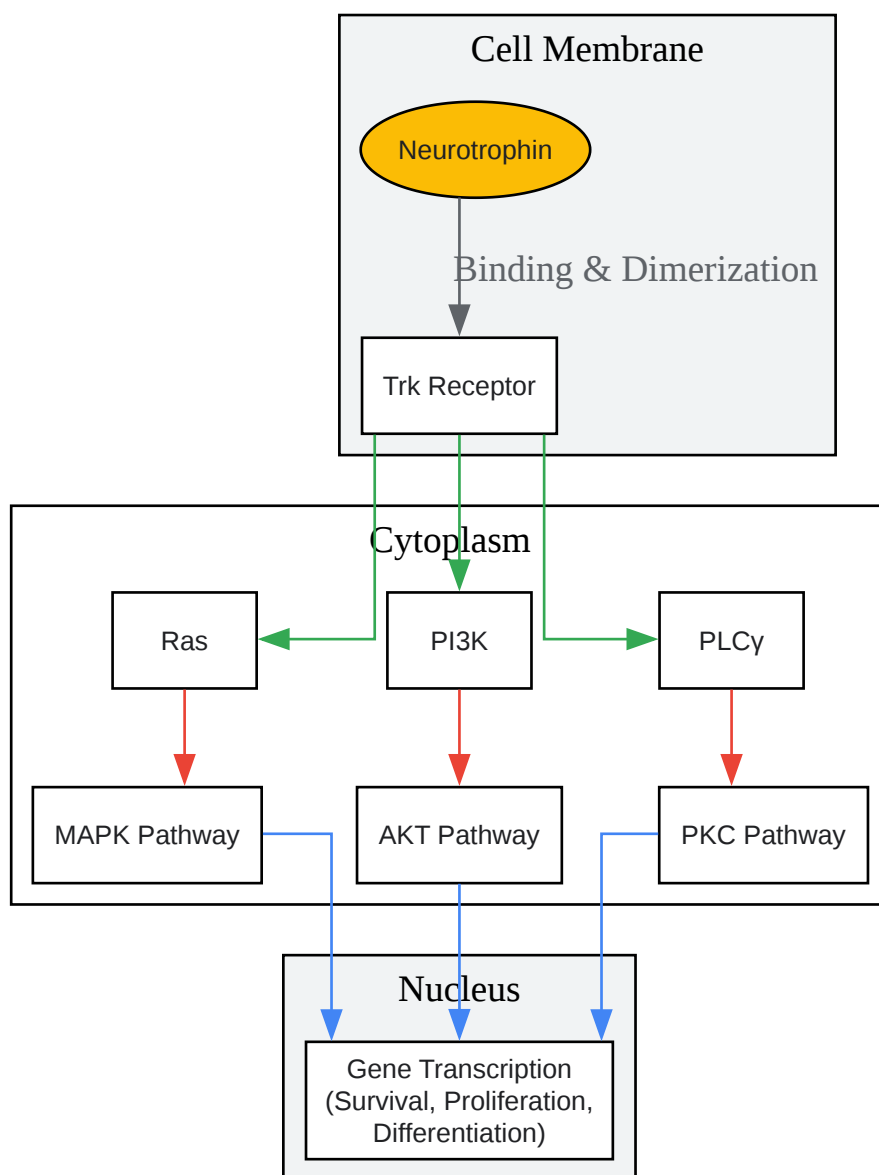 Cell Membrane
Neurotrophin
Binding & Dimerization
Trk Receptor
Cytoplasm
Ras
PI3K
PLCγ
MAPK Pathway
AKT Pathway
PKC Pathway
Nucleus
Gene Transcription
(Survival, Proliferation,
Differentiation)